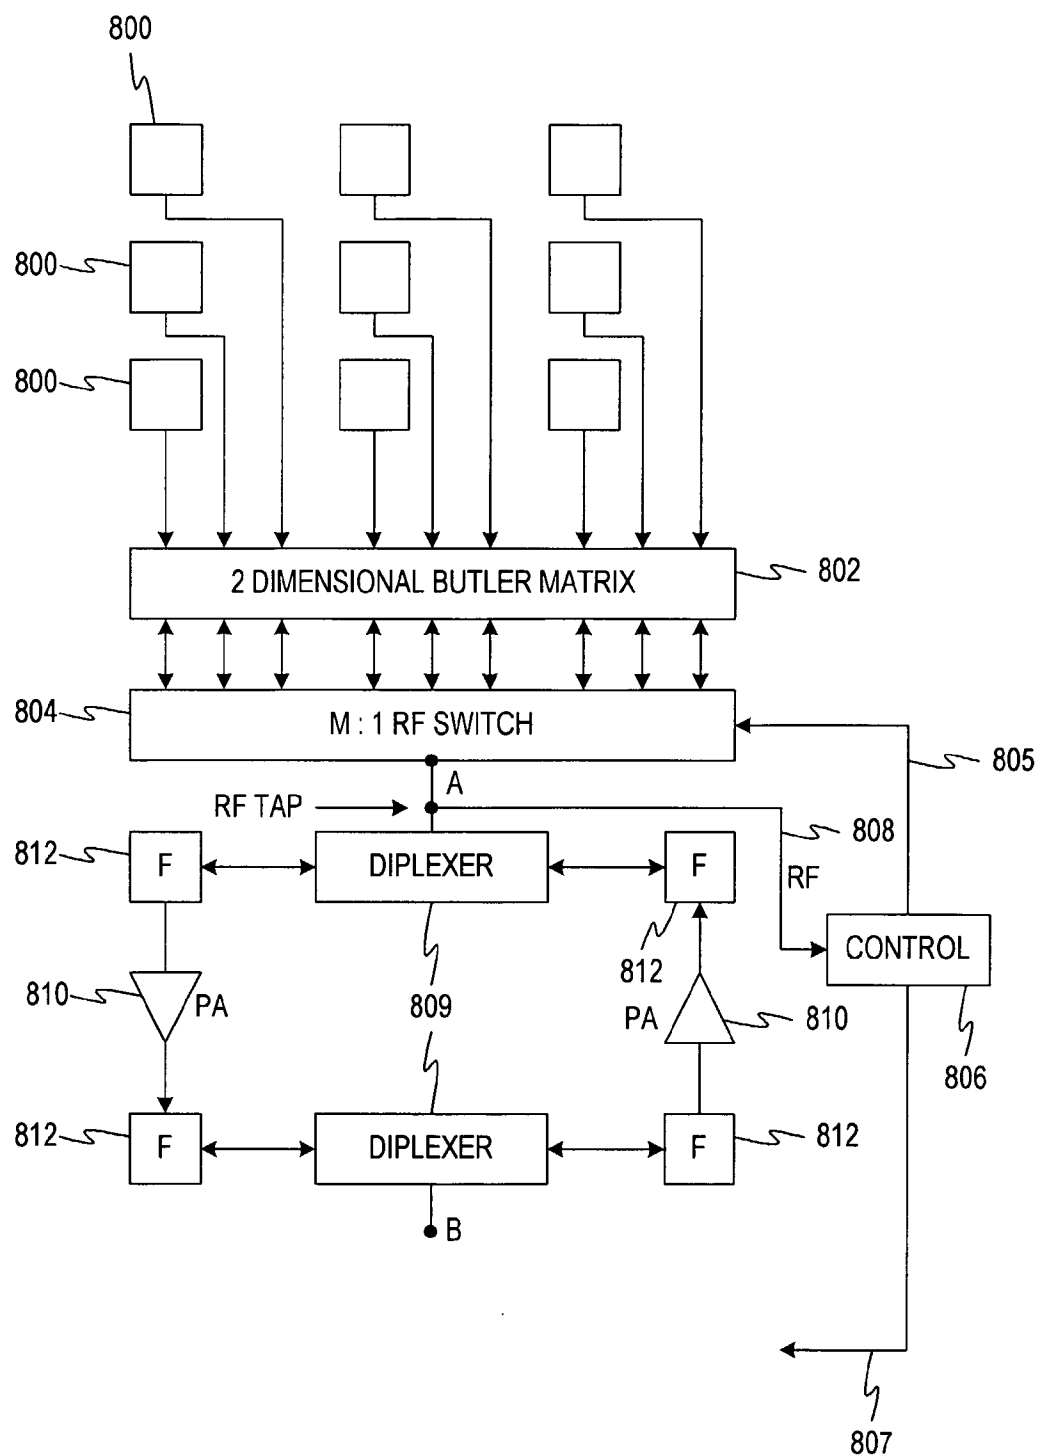 800
800
800
2 DIMENSIONAL BUTLER MATRIX
802
804
M : 1 RF SWITCH
805
A
RF TAP
808
812
F
DIPLEXER
F
RF
CONTROL
812
810
PA
809
PA
810
806
812
F
DIPLEXER
F
812
B
807